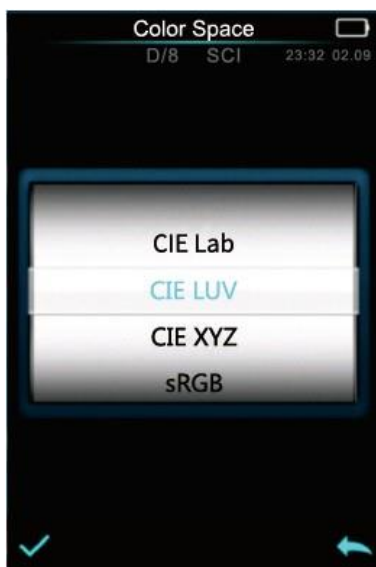 Color Space
D/8 SCI 23:32 02.09
CIE Lab
CIE LUV
CIE XYZ
sRGB